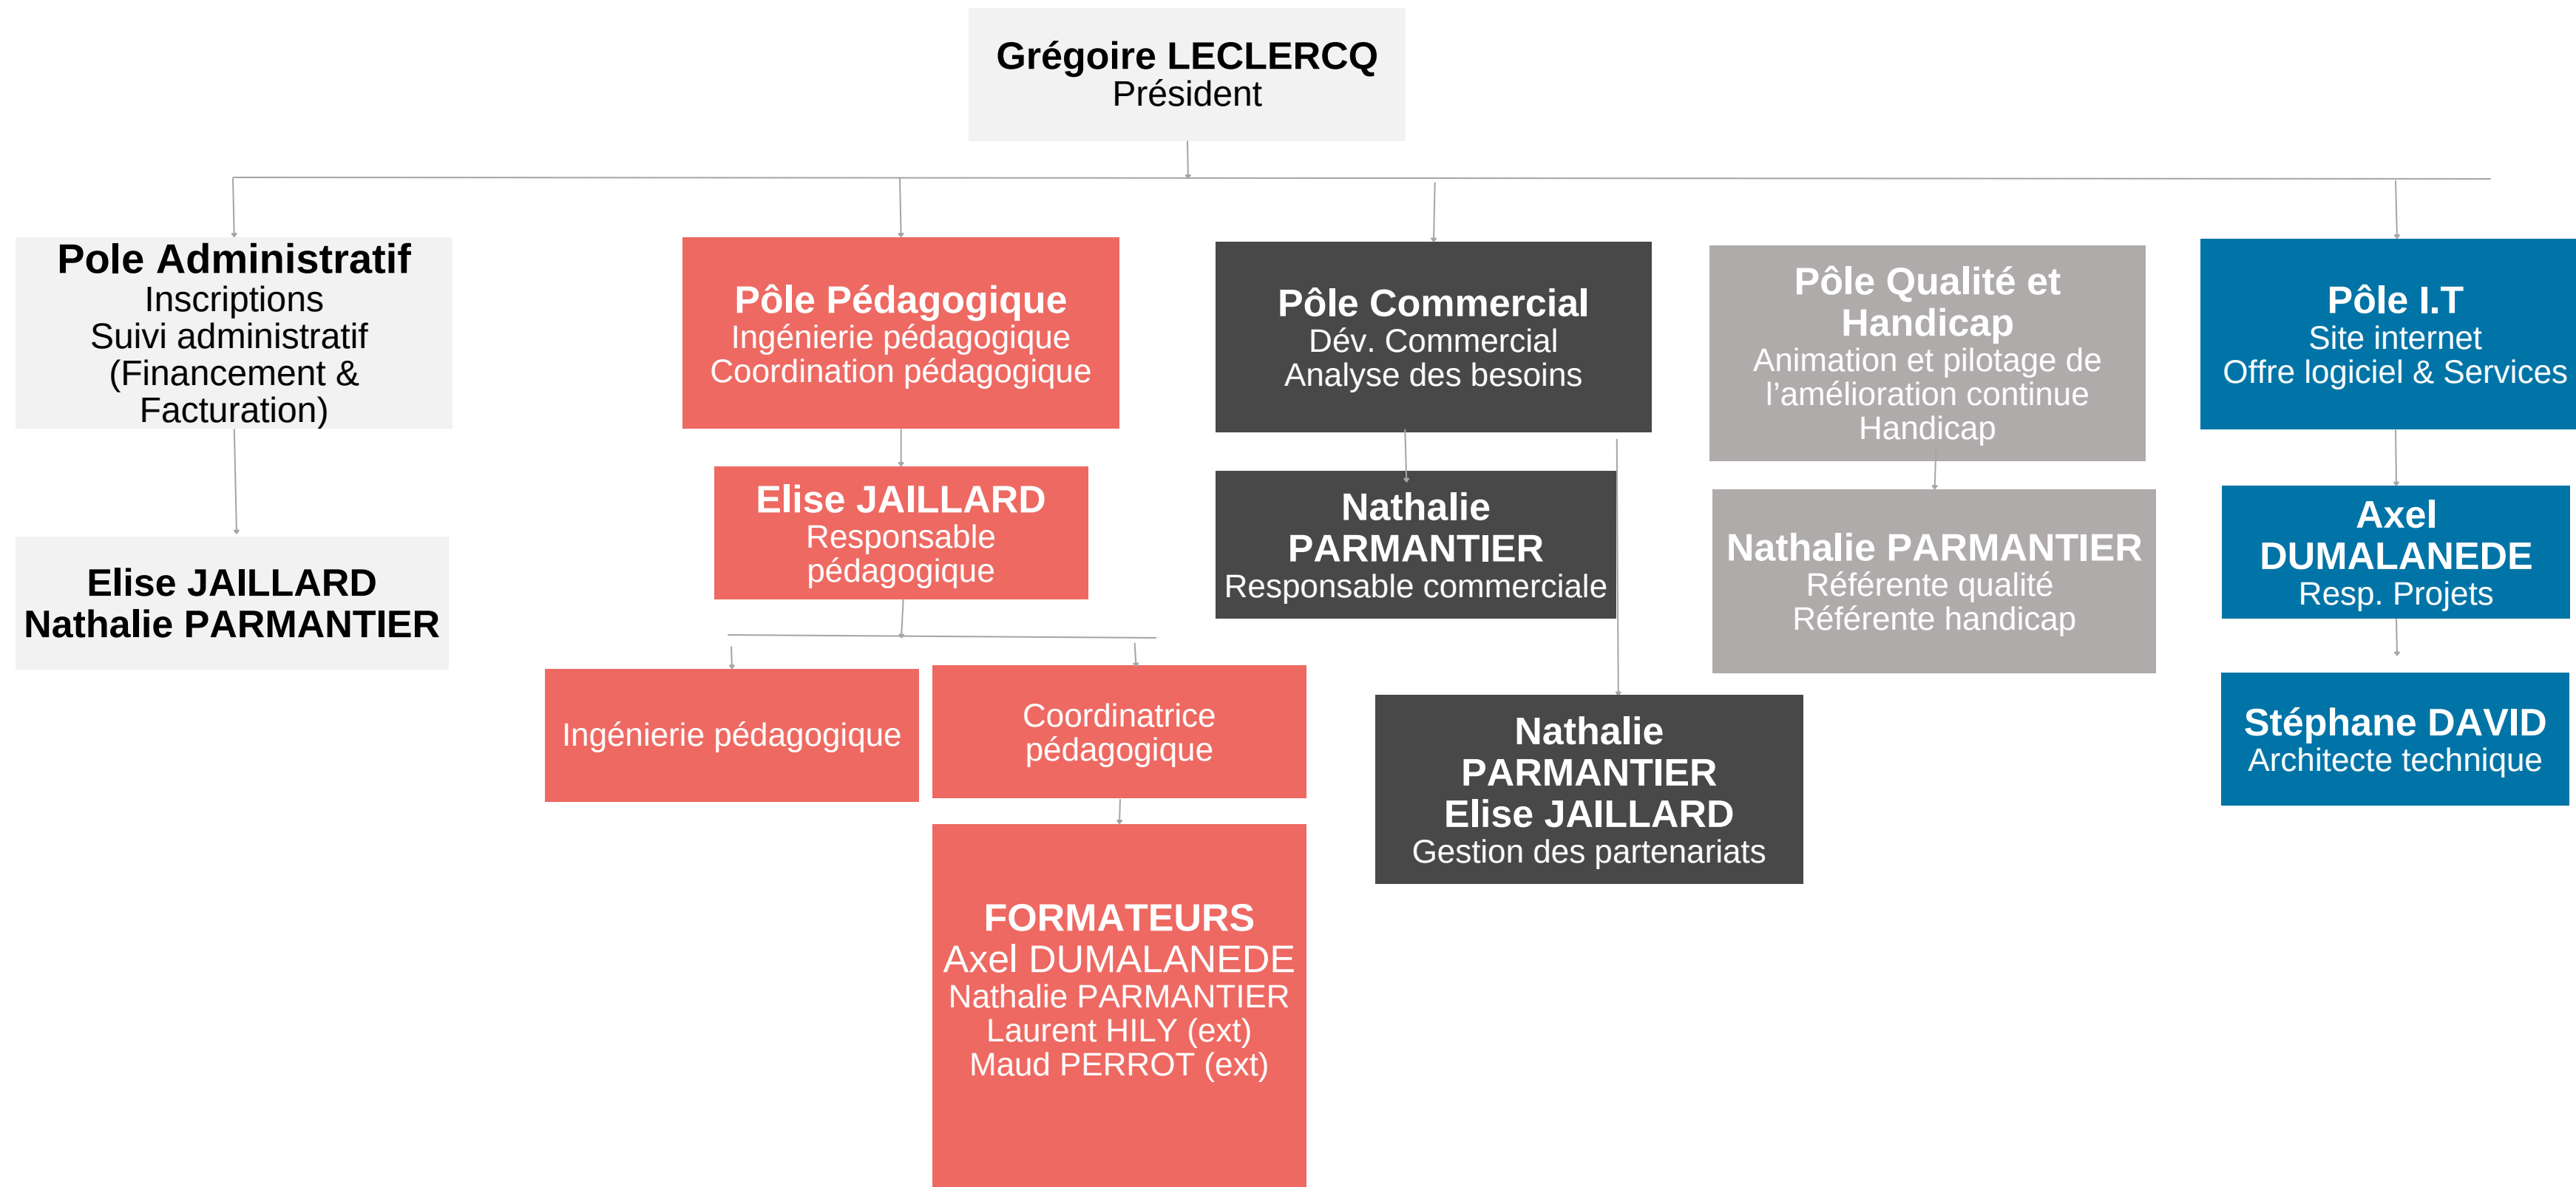 Grégoire LECLERCQ
Président
Pole Administratif
Inscriptions
Suivi administratif
(Financement &
Facturation)
Pôle Pédagogique
Ingénierie pédagogique
Coordination pédagogique
Pôle Commercial
Dév. Commercial
Analyse des besoins
Pôle Qualité et
Handicap
Animation et pilotage de
l’amélioration continue
Handicap
Pôle I.T
Site internet
Offre logiciel & Services
Elise JAILLARD
Nathalie PARMANTIER
Elise JAILLARD
Responsable
pédagogique
Nathalie
PARMANTIER
Responsable commerciale
Nathalie PARMANTIER
Référente qualité
Référente handicap
Axel
DUMALANEDE
Resp. Projets
Ingénierie pédagogique
Coordinatrice
pédagogique
Nathalie
PARMANTIER
Elise JAILLARD
Gestion des partenariats
Stéphane DAVID
Architecte technique
FORMATEURS
Axel DUMALANEDE
Nathalie PARMANTIER
Laurent HILY (ext)
Maud PERROT (ext)